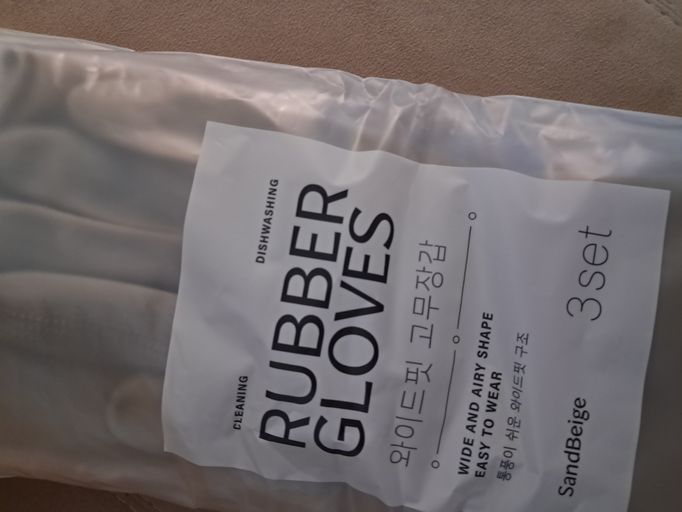 CLEANING DISHWASHING
RUBBER
GLOVES
와이드핏 고무장갑
WIDE AND AIRY SHAPE
EASY TO WEAR
통풍이 쉬운 와이드핏 구조
SandBeige 3set